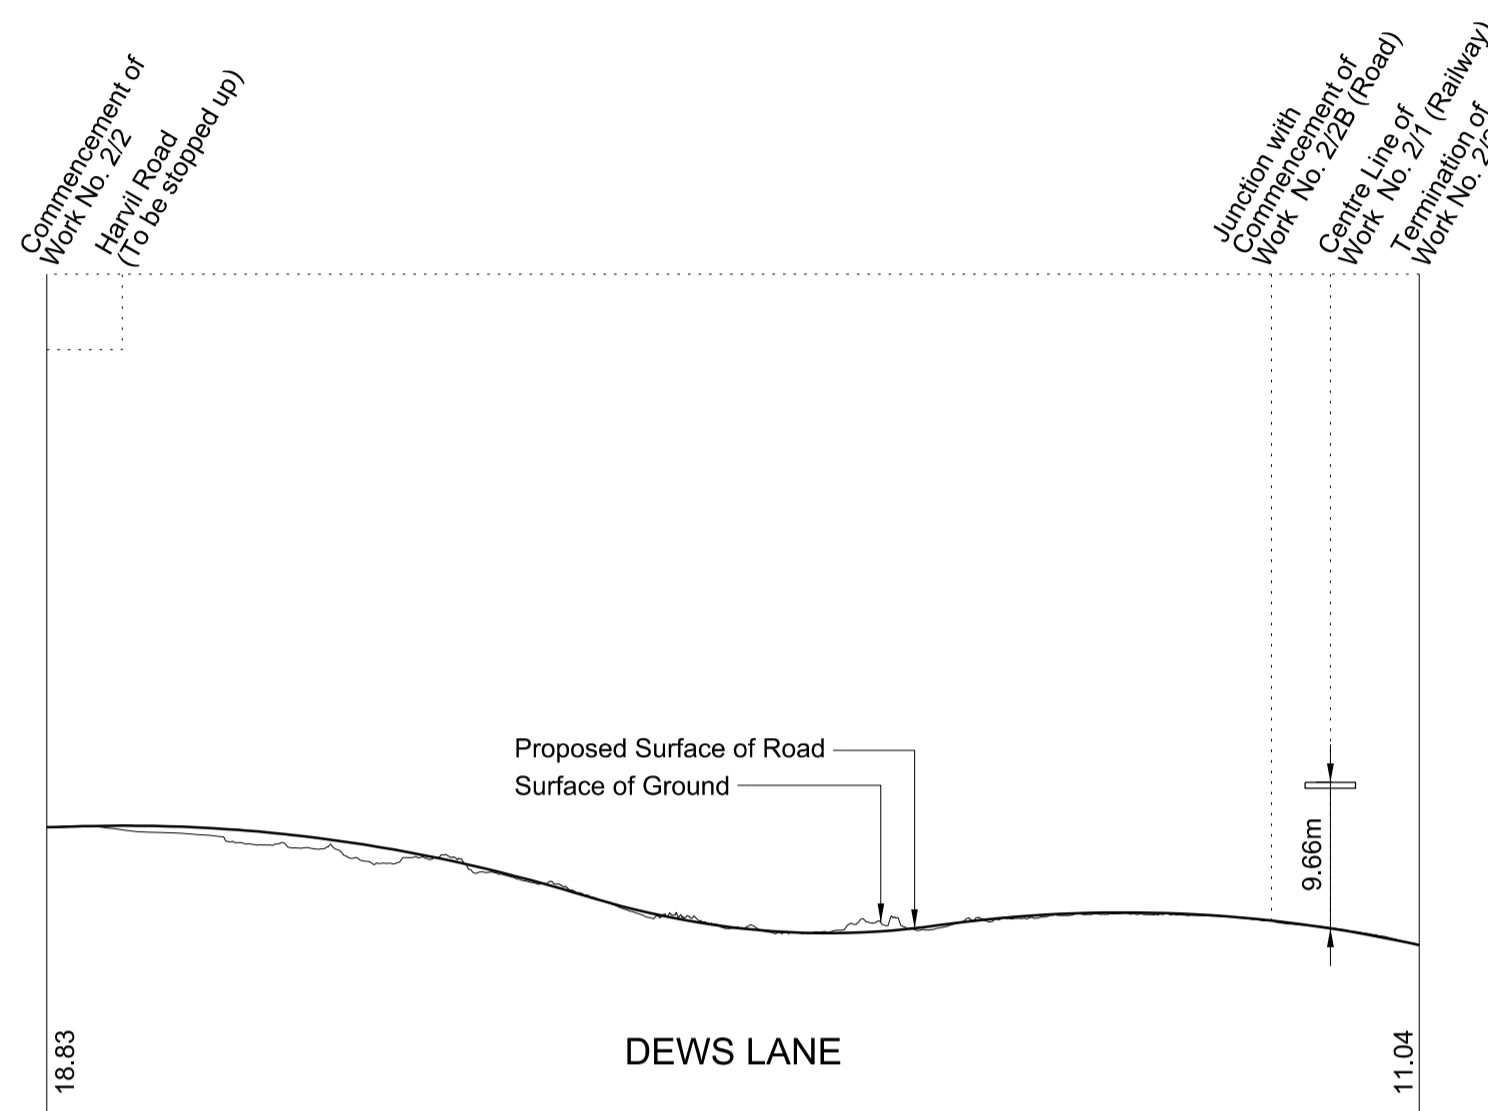 Commencement of
Work No. 2/2
Harvil Road
(To be stopped up)
Junction with
Commencement of
Work No. 2/2B (Road)
Centre Line of
Work No. 2/1 (Railway)
Termination of
Work No.
Proposed Surface of Road
Surface of Ground
9.66m
18.83
DEWS LANE
11.04